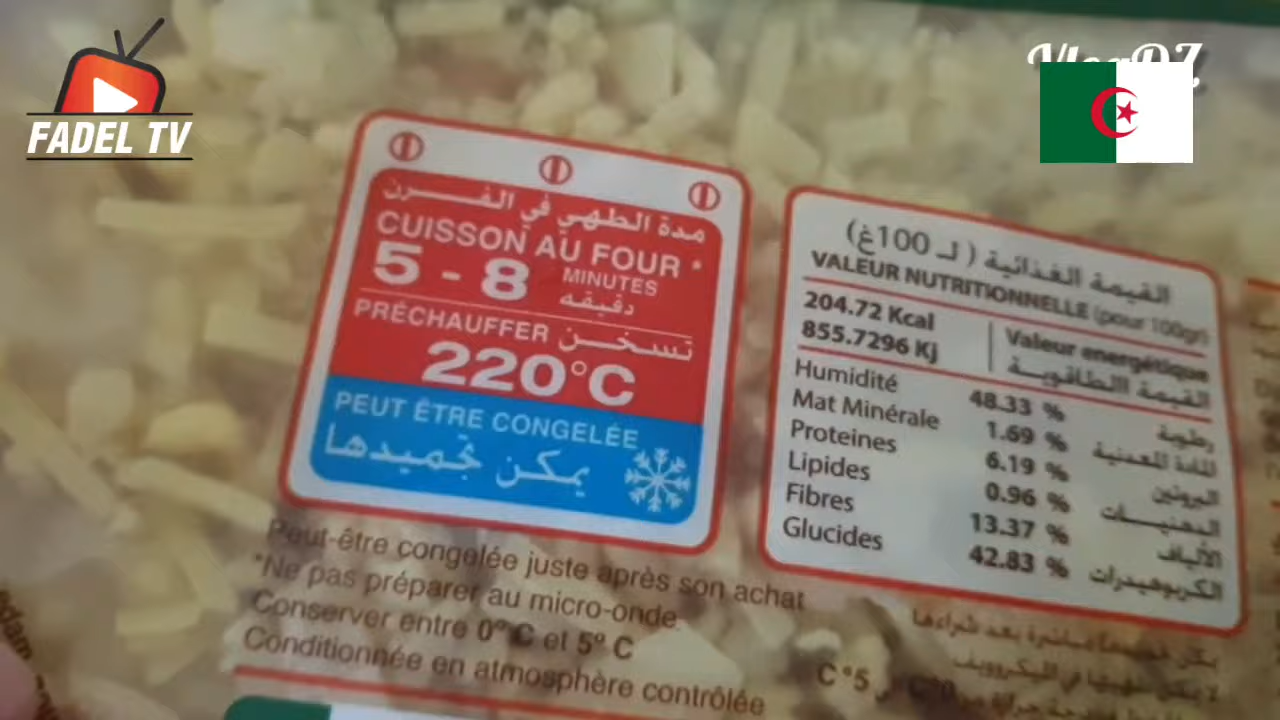 FADEL TV
مدة الطهي في الفـــرن
CUISSON AU FOUR *
5 - 8 MINUTES
دقيقه
PRÉCHAUFFER تسخـن
220°C
PEUT ÊTRE CONGELÉE
يمكن تجميدها
Peut-être congelée juste après son achat
*Ne pas préparer au micro-onde.
Conserver entre 0° C et 5° C
Conditionnée en atmosphère contrôlée
القيمة الغذائية ( لـ 100غ)
VALEUR NUTRITIONNELLE (pour 100gr)
204.72 Kcal
855.7296 Kj
Valeur energétique
القيمة الطاقوية
Humidité 48.33 % رطوبة
Mat Minérale 1.69 % المادة المعدنية
Proteines 6.19 % البروتين
Lipides 0.96 % الدهنيــات
Fibres 13.37 % الألياف
Glucides 42.83 % الكربوهيدرات